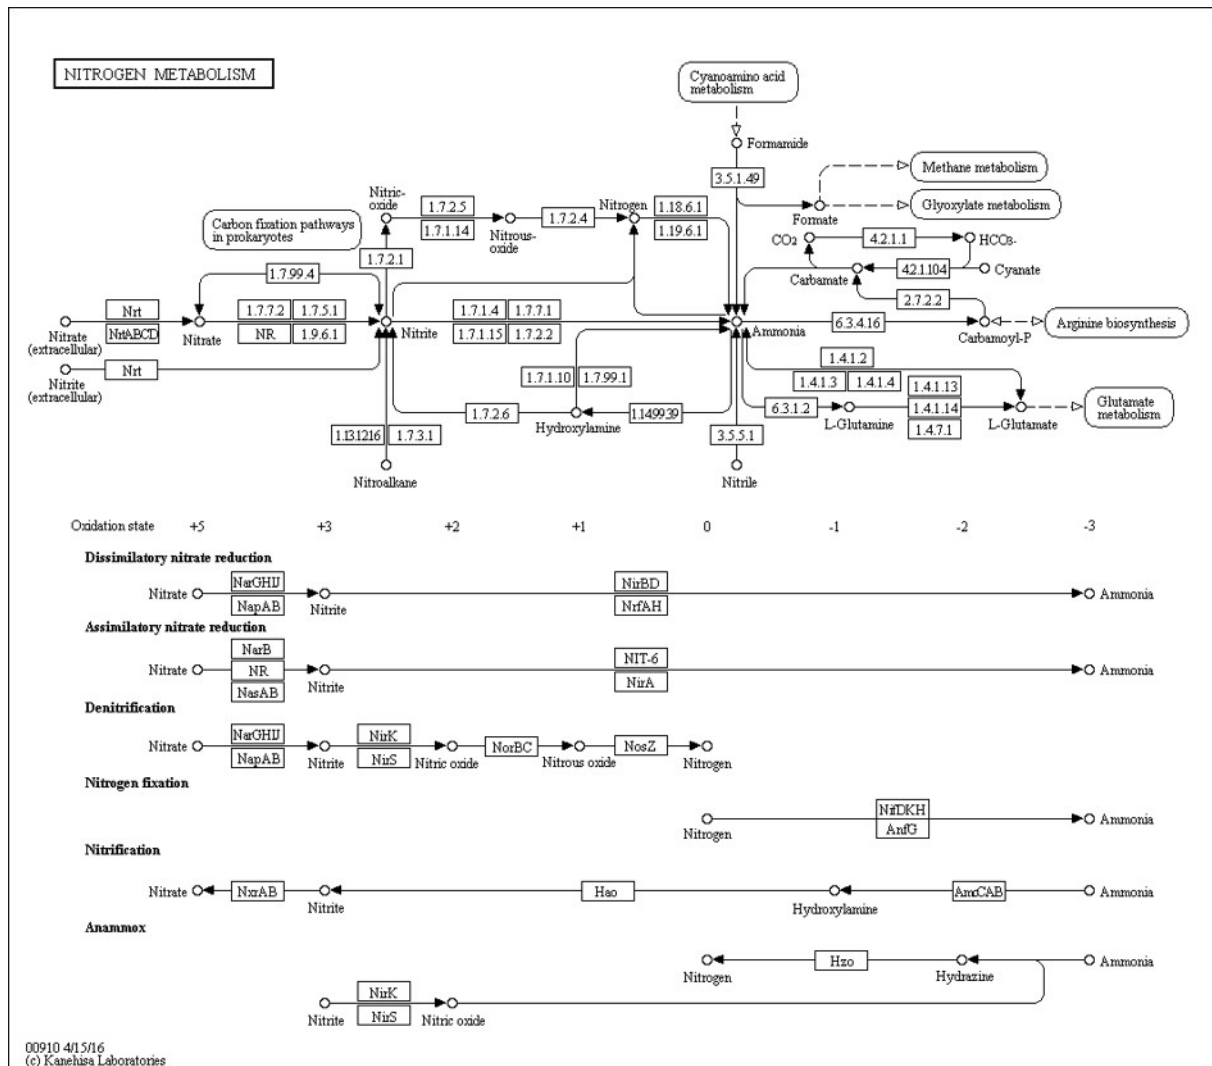 NITROGEN METABOLISM
Cyanoamino acid
metabolism
Formamide
3.5.1.49
Methane metabolism
Formate
Glyoxylate metabolism
Nitric-
oxide
1.7.2.5
1.7.1.14
Nitrous-
oxide
1.7.2.4
Nitrogen
1.18.6.1
1.19.6.1
Carbon fixation pathways
in prokaryotes
1.7.2.1
CO2
4.2.1.1
HCO3-
Carbamate
4.2.1.104
Cyanate
1.7.99.4
2.7.2.2
Nrt
NrtABCD
Nitrate
(extracellular)
Nitrate
1.7.7.2
1.7.5.1
NR
1.9.6.1
Nitrite
1.7.1.4
1.7.7.1
1.7.1.15
1.7.2.2
Ammonia
6.3.4.16
Carbamoyl-P
Arginine biosynthesis
Nrt
Nitrite
(extracellular)
1.7.1.10
1.7.99.1
1.4.1.2
1.4.1.3
1.4.1.4
1.4.1.13
1.4.1.14
1.4.7.1
1.7.2.6
Hydroxylamine
1.14.99.39
6.3.1.2
L-Glutamine
L-Glutamate
Glutamate
metabolism
1.13.12.16
1.7.3.1
3.5.5.1
Nitroalkane
Nitrile
Oxidation state +5 +3 +2 +1 0 -1 -2 -3
Dissimilatory nitrate reduction
NarGHIJ
NapAB
Nitrate
Nitrite
NirBD
NrfAH
Ammonia
Assimilatory nitrate reduction
NarB
NR
NasAB
Nitrate
Nitrite
NIT-6
NirA
Ammonia
Denitrification
NarGHIJ
NapAB
Nitrate
Nitrite
NirK
NirS
Nitric oxide
NorBC
Nitrous oxide
NosZ
Nitrogen
Nitrogen fixation
Nitrogen
NifDKH
AnfG
Ammonia
Nitrification
Nitrate
NxrAB
Nitrite
Hao
Hydroxylamine
AmoCAB
Ammonia
Anammox
Nitrogen
Hzo
Hydrazine
Ammonia
Nitrite
NirK
NirS
Nitric oxide
00910 4/15/16
(c) Kanehisa Laboratories